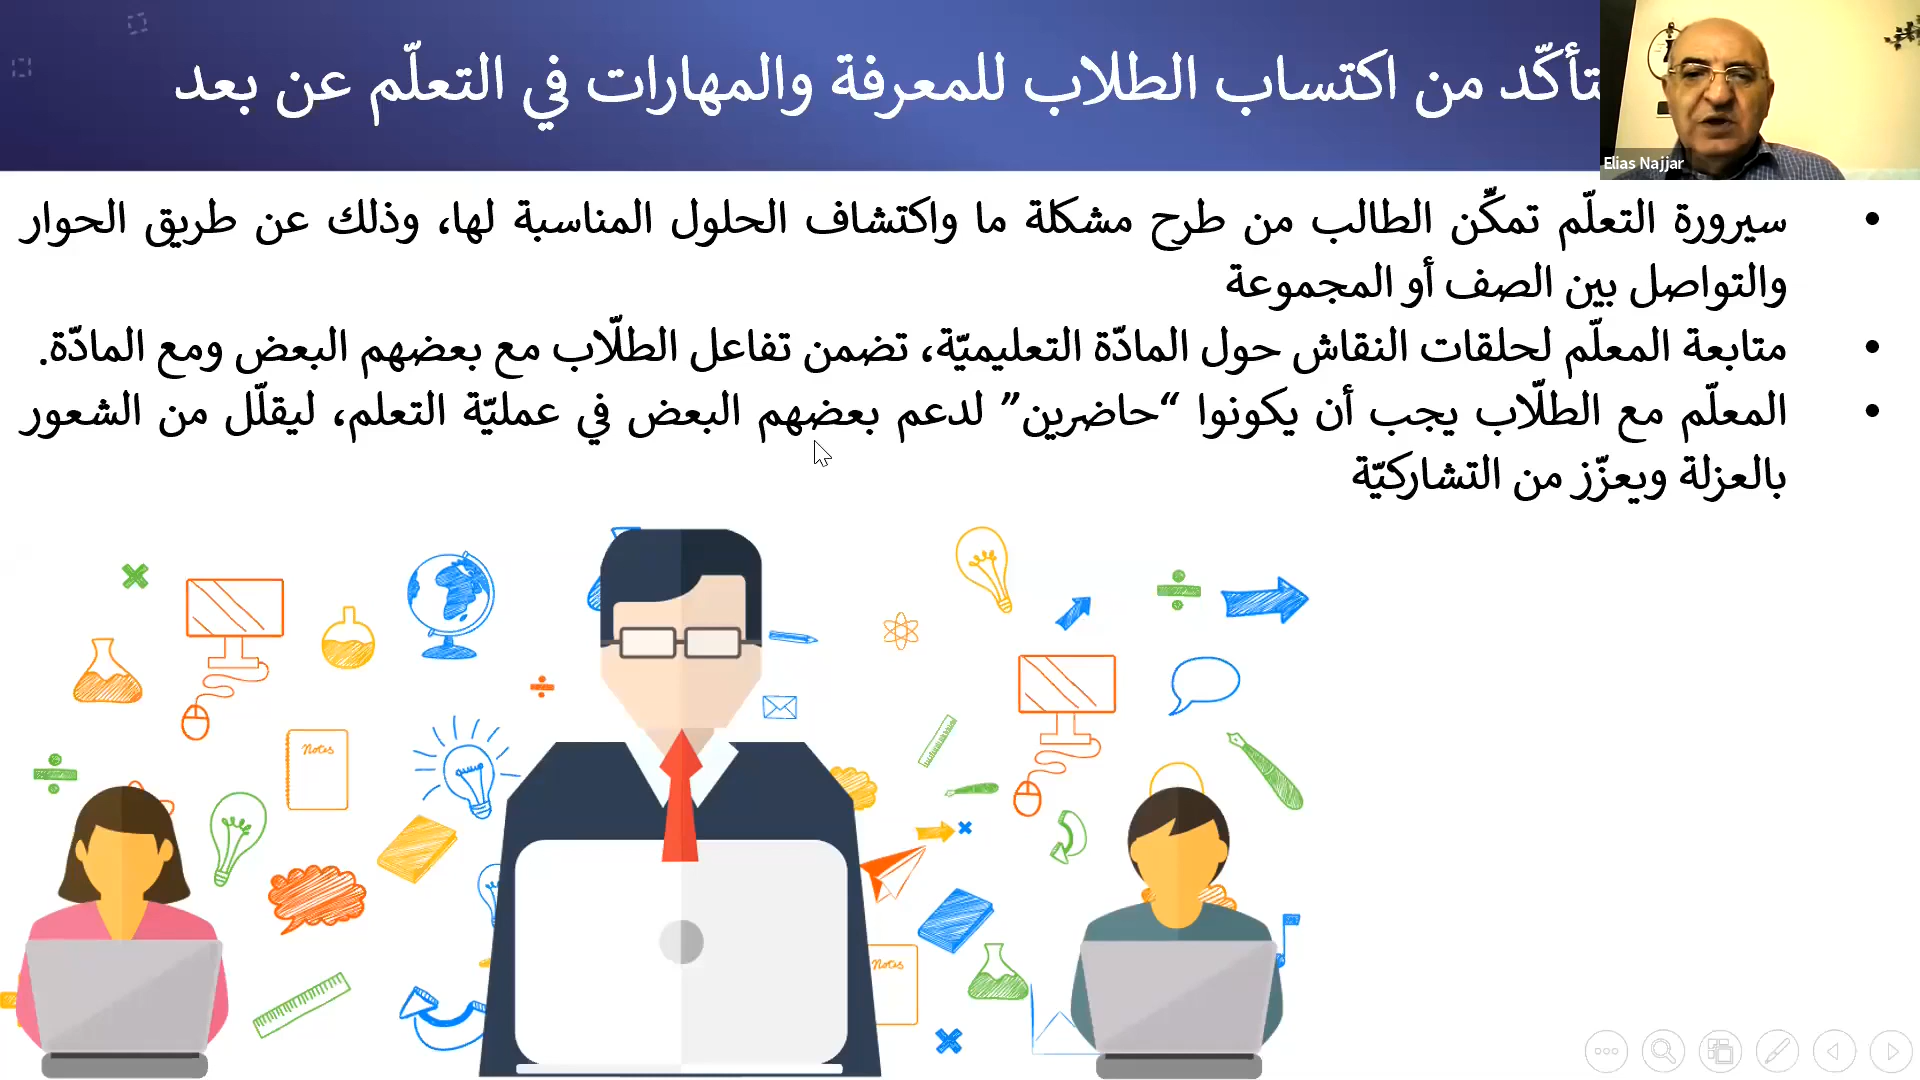 من اكتساب الطلاب للمعرفة والمهارات في التعلّم عن بعد
Elias Najjar
• سيرورة التعلّم تمكِّن الطالب من طرح مشكلة ما واكتشاف الحلول المناسبة لها، وذلك عن طريق الحوار
والتواصل بين الصف أو المجموعة
• متابعة المعلّم لحلقات النقاش حول المادّة التعليميّة، تضمن تفاعل الطلّاب مع بعضهم البعض ومع المادّة.
• المعلّم مع الطلّاب يجب أن يكونوا “حاضرين” لدعم بعضهم البعض في عمليّة التعلم، ليقلّل من الشعور
بالعزلة ويعزّز من التشاركيّة
Notes
Notes